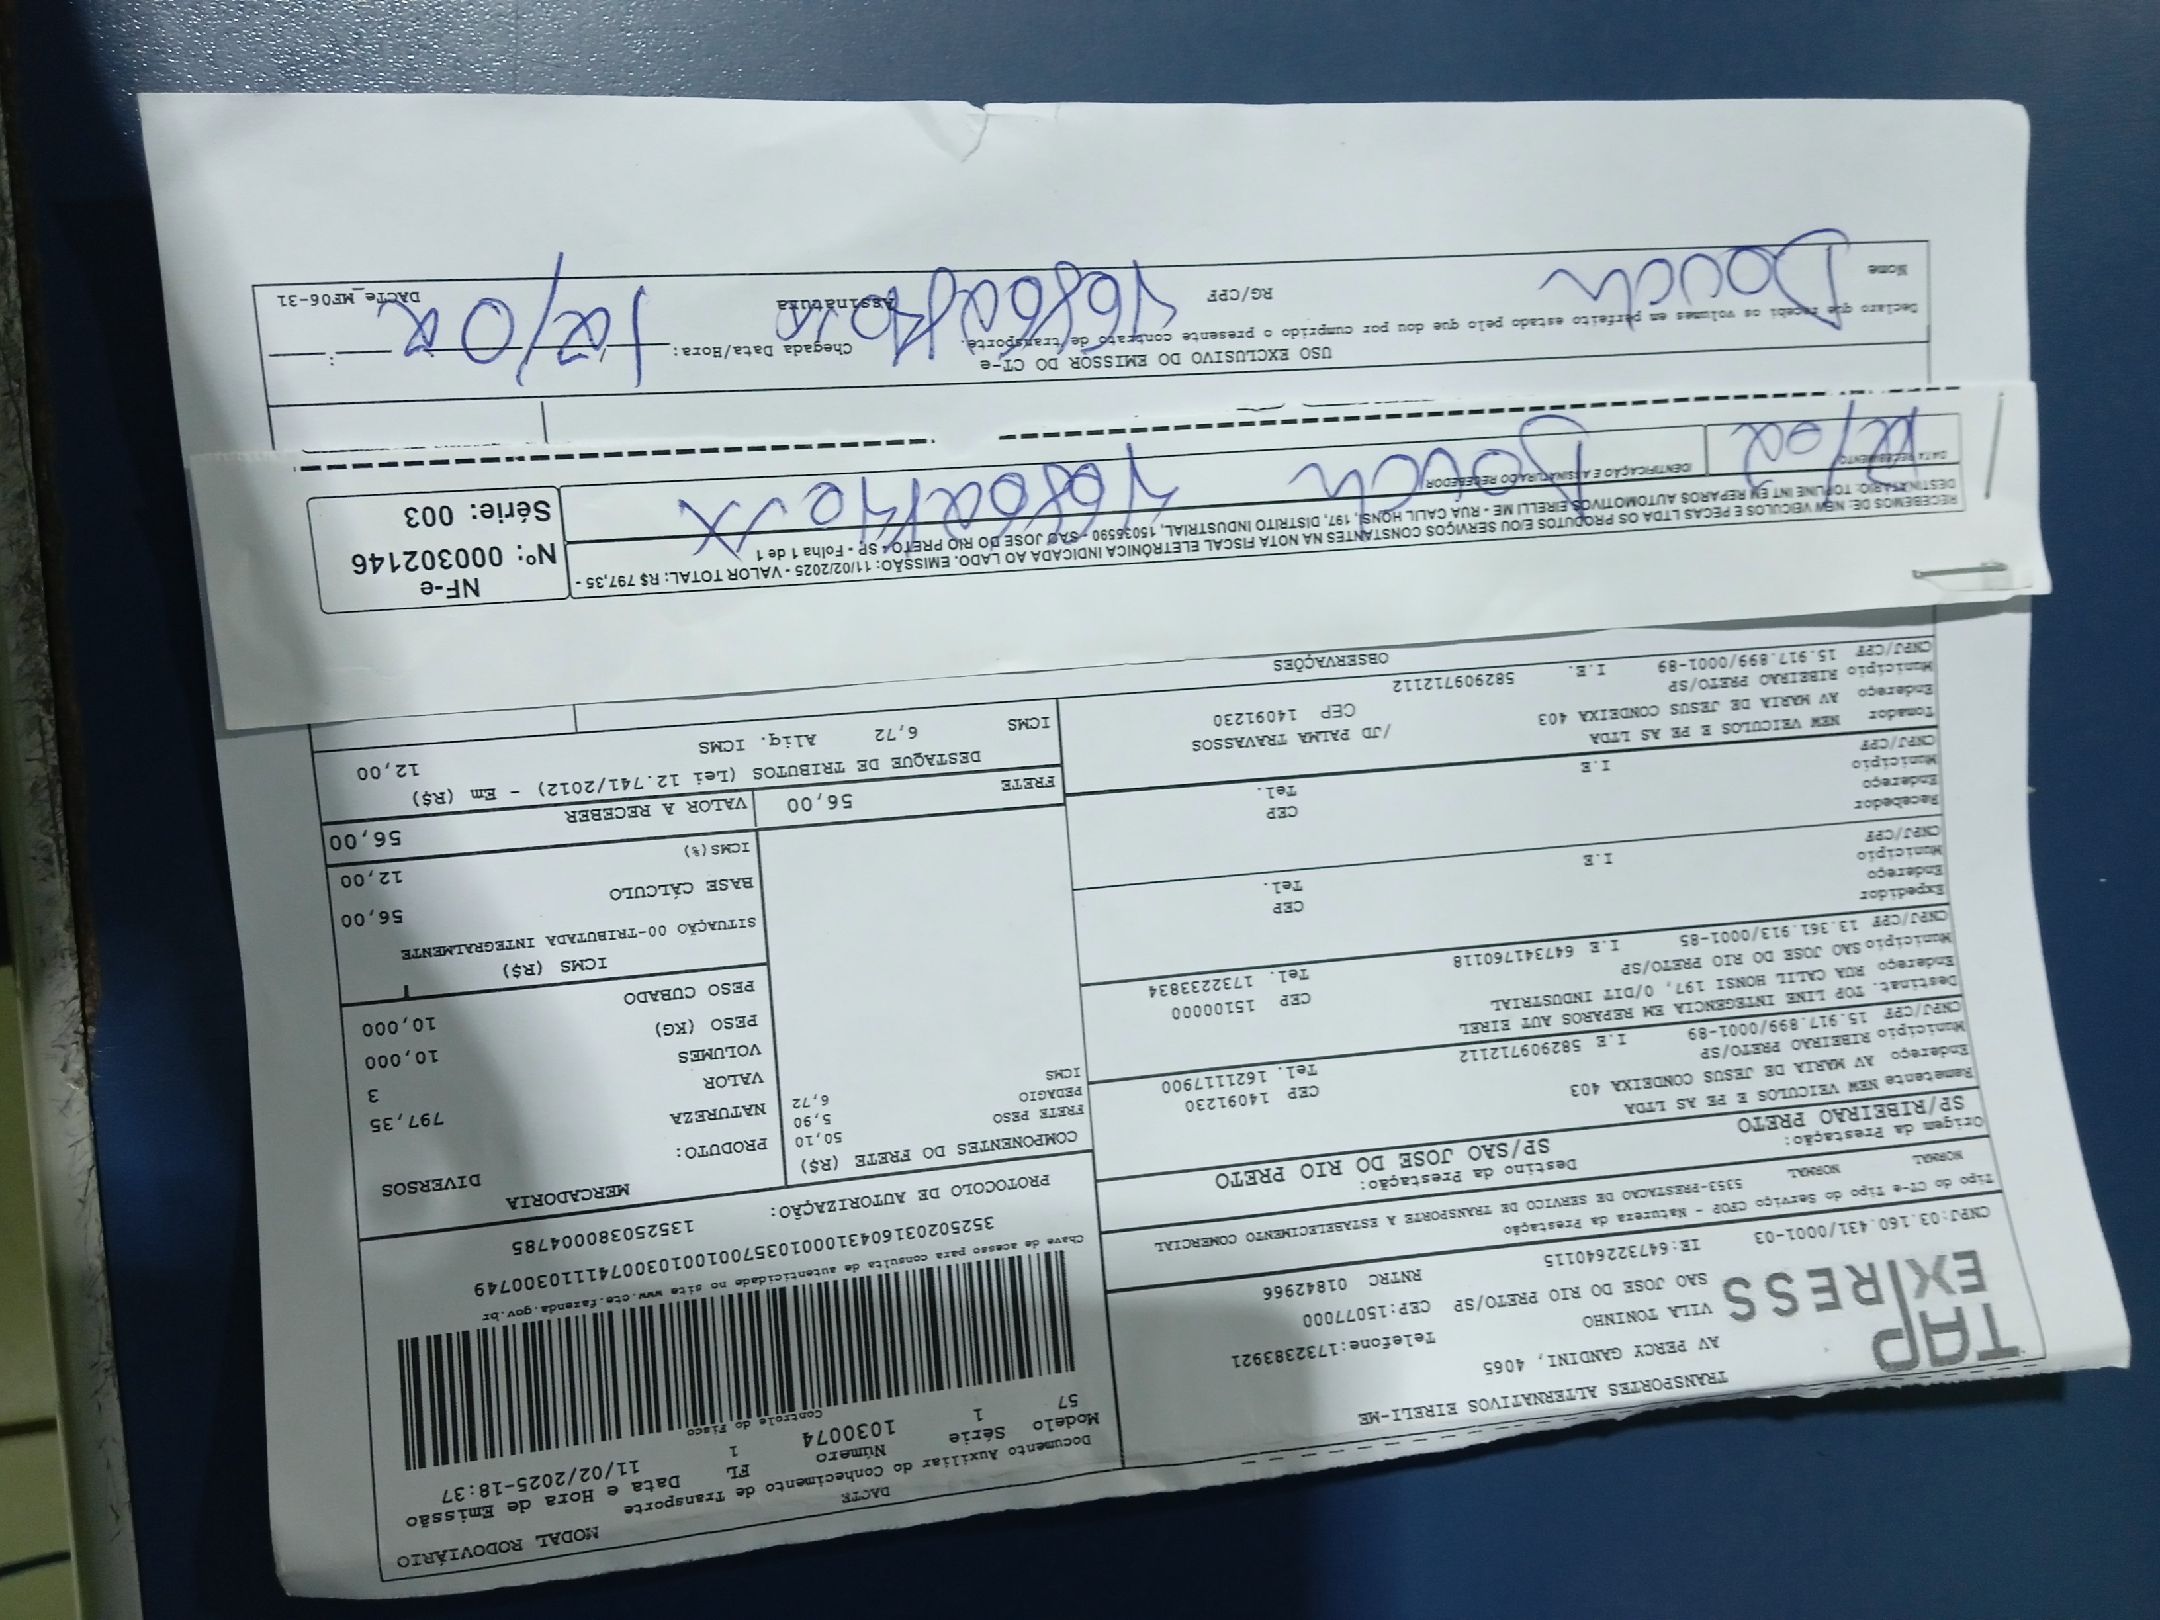 TAP EXPRESS
TRANSPORTES ALTERNATIVOS EIRELI-ME
AV PERCY GANDINI, 4065
VILA TONINHO Telefone:1732383921
SAO JOSE DO RIO PRETO/SP CEP:15077000
CNPJ:03.160.431/0001-03 IE:647322640115 RNTRC 01842966
Tipo do CT-e Tipo do Serviço CFOP - Natureza da Prestação
NORMAL NORMAL 5353-PRESTACAO DE SERVICO DE TRANSPORTE A ESTABELECIMENTO COMERCIAL
Origem da Prestação: Destino da Prestação:
SP/RIBEIRAO PRETO SP/SAO JOSE DO RIO PRETO
Remetente NEW VEICULOS E PE AS LTDA
Endereço AV MARIA DE JESUS CONDEIXA 403 CEP 14091230
Município RIBEIRAO PRETO/SP Tel. 1621117900
CNPJ/CPF 15.917.899/0001-89 I.E 582909712112
Destinat. TOP LINE INTEGENCIA EM REPAROS AUT EIREL
Endereço RUA CALIL HONSI 197, 0/DIT INDUSTRIAL CEP 15100000
Município SAO JOSE DO RIO PRETO/SP Tel. 1732233834
CNPJ/CPF 13.361.913/0001-85 I.E 647341760118
Expedidor
Endereço CEP
Município Tel.
CNPJ/CPF I.E
Recebedor
Endereço CEP
Município Tel.
CNPJ/CPF I.E
Tomador NEW VEICULOS E PE AS LTDA
Endereço AV MARIA DE JESUS CONDEIXA 403 /JD PALMA TRAVASSOS
Município RIBEIRAO PRETO/SP CEP 14091230
CNPJ/CPF 15.917.899/0001-89 I.E. 582909712112
OBSERVAÇÕES
DACTE MODAL RODOVIÁRIO
Documento Auxiliar do Conhecimento de Transporte
Modelo Série Número FL Data e Hora de Emissão
57 1 1030074 1 11/02/2025-18:37
Controle do Fisco
Chave de acesso para consulta de autenticidade no site www.cte.fazenda.gov.br
35250203160431000103570010010300741110300749
PROTOCOLO DE AUTORIZAÇÃO: 135250380004785
COMPONENTES DO FRETE (R$)
FRETE PESO 50,10
PEDAGIO 5,90
ICMS 6,72
MERCADORIA
PRODUTO: DIVERSOS
NATUREZA
VALOR 797,35
VOLUMES 3
PESO (KG) 10,000
PESO CUBADO 10,000
ICMS (R$)
SITUAÇÃO 00-TRIBUTADA INTEGRALMENTE
BASE CÁLCULO 56,00
ICMS(%) 12,00
FRETE 56,00 VALOR A RECEBER 56,00
DESTAQUE DE TRIBUTOS (Lei 12.741/2012) - Em (R$)
ICMS 6,72 Aliq. ICMS 12,00
RECEBEMOS DE: NEW VEICULOS E PECAS LTDA OS PRODUTOS E/OU SERVIÇOS CONSTANTES NA NOTA FISCAL ELETRÔNICA INDICADA AO LADO. EMISSÃO: 11/02/2025 - VALOR TOTAL: R$ 797,35 -
DESTINATÁRIO: TOPLINE INT EM REPAROS AUTOMOTIVOS EIRELLI ME - RUA CALIL HONSI, 197, DISTRITO INDUSTRIAL, 15036590 - SAO JOSE DO RIO PRETO - SP - Folha 1 de 1
DATA RECEBIMENTO IDENTIFICAÇÃO E ASSINATURA DO RECEBEDOR
NF-e
Nº: 000302146
Série: 003
USO EXCLUSIVO DO EMISSOR DO CT-e
Declaro que recebi os volumes em perfeito estado pelo que dou por cumprido o presente contrato de transporte. Chegada Data/Hora:
Nome RG/CPF Assinatura DACTe_MF06-31